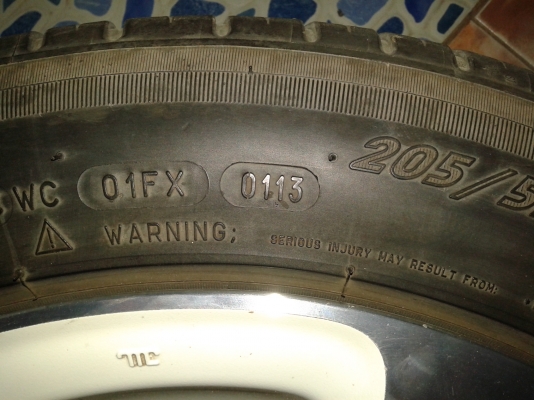 WC 01FX 0113 205/5
WARNING; SERIOUS INJURY MAY RESULT FROM: